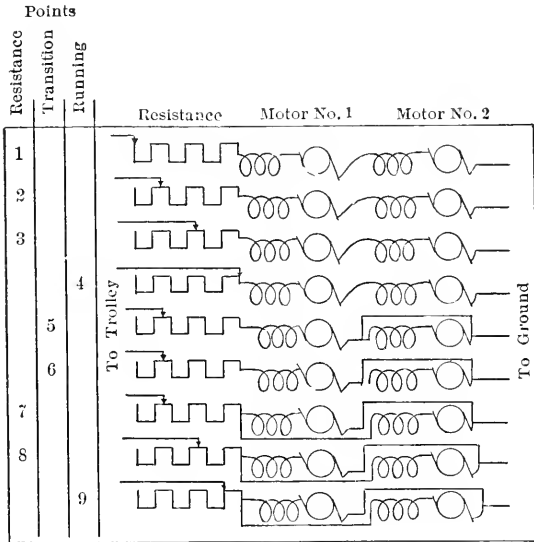 Points
Resistance
Transition
Running
Resistance Motor No. 1 Motor No. 2
1
2
3
4
5
6
7
8
9
To Trolley
To Ground